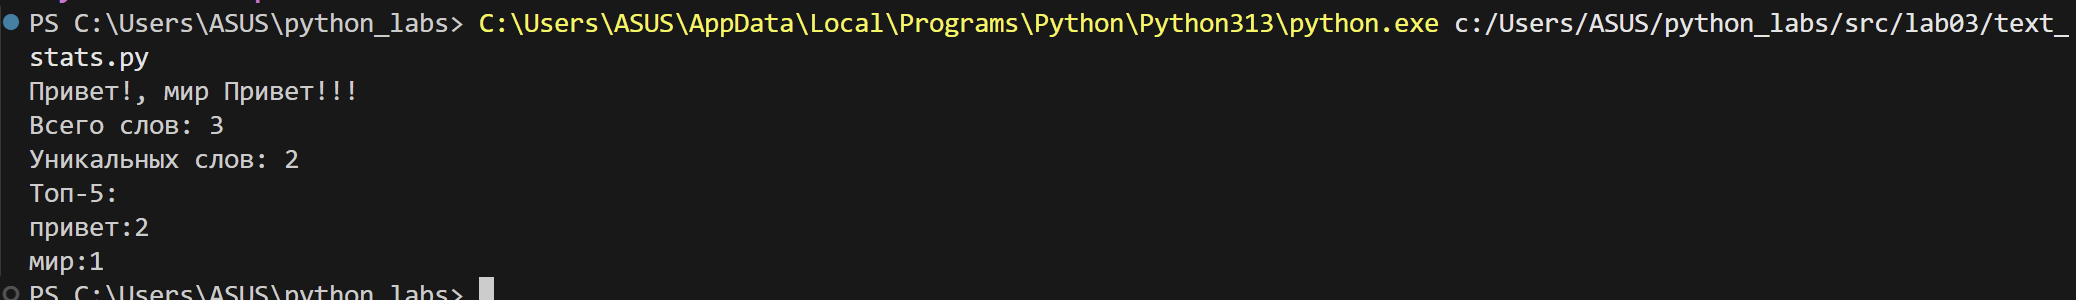 PS C:\Users\ASUS\python_labs> C:\Users\ASUS\AppData\Local\Programs\Python\Python313\python.exe c:/Users/ASUS/python_labs/src/lab03/text_
stats.py
Привет!, мир Привет!!!
Всего слов: 3
Уникальных слов: 2
Топ-5:
привет:2
мир:1
PS C:\Users\ASUS\python_labs>